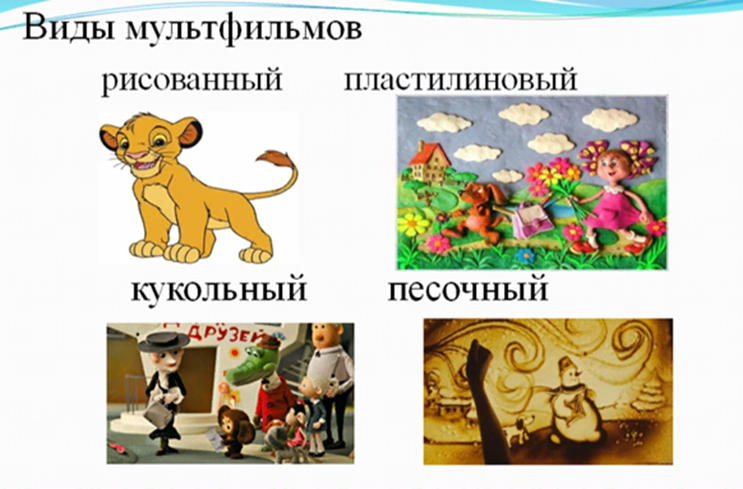 Виды мультфильмов
рисованный пластилиновый
кукольный песочный
ДРУЗЕЙ